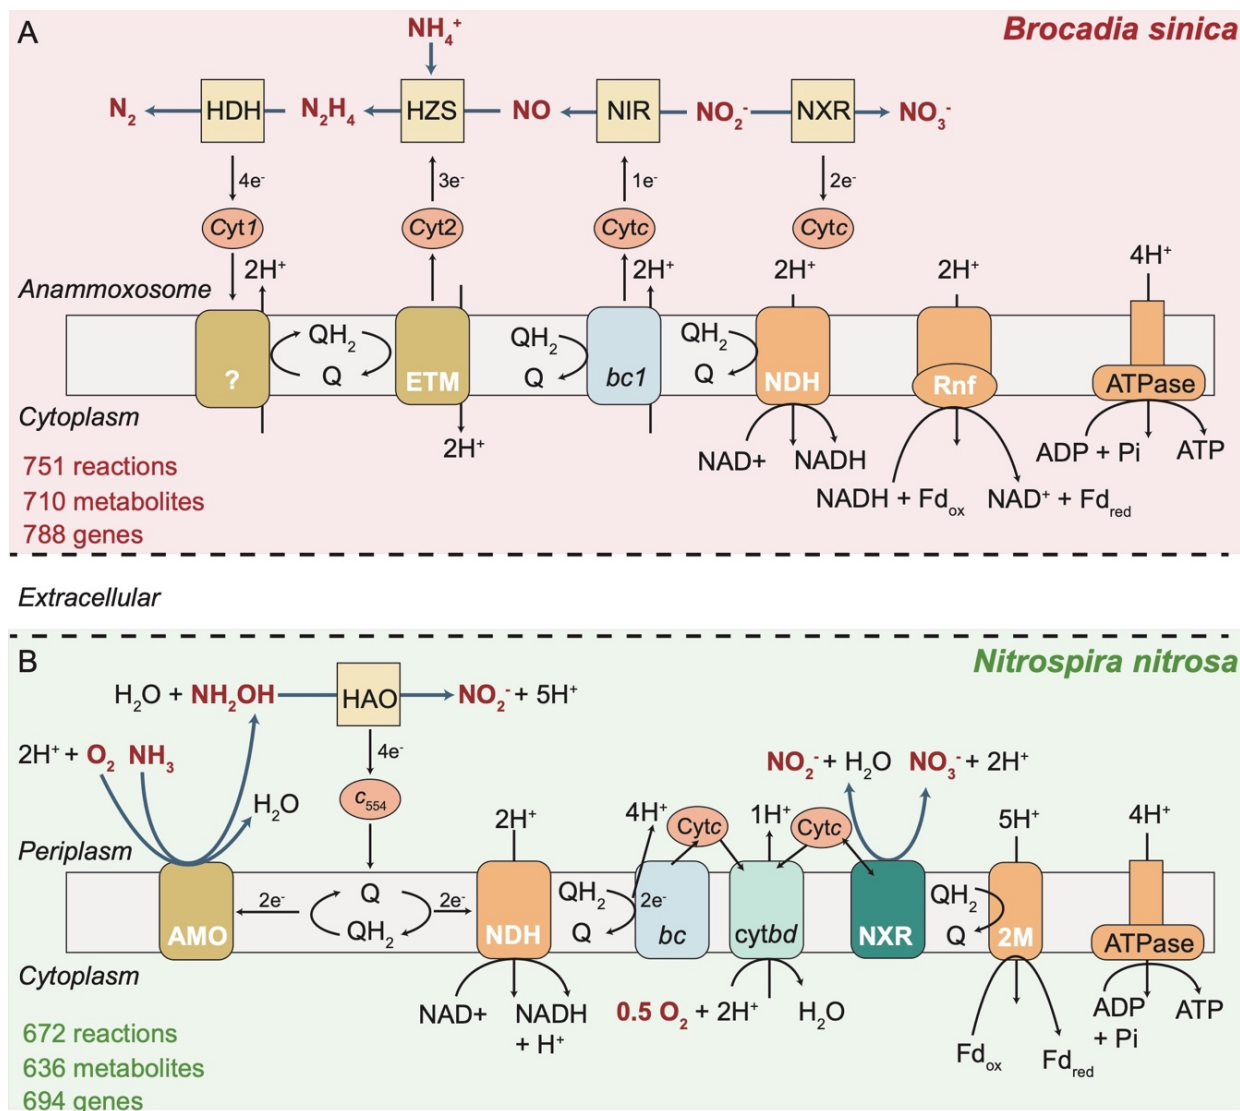 A
Brocadia sinica
NH4+
N2 HDH N2H4 HZS NO NIR NO2- NXR NO3-
4e- 3e- 1e- 2e-
Cyt1 Cyt2 Cytc Cytc
Anammoxosome 2H+ 2H+ 2H+ 2H+ 4H+
QH2 QH2 QH2
Q Q Q
? ETM bc1 NDH Rnf ATPase
Cytoplasm
2H+
NAD+ NADH ADP + Pi ATP
NADH + Fdox NAD+ + Fdred
751 reactions
710 metabolites
788 genes
Extracellular
B
Nitrospira nitrosa
H2O + NH2OH HAO NO2- + 5H+
2H+ + O2 NH3 4e- NO2- + H2O NO3- + 2H+
H2O c554
2H+ 4H+ Cytc 1H+ Cytc 5H+ 4H+
Periplasm
Q QH2 QH2
2e- 2e- 2e-
QH2 Q Q
AMO NDH bc cytbd NXR 2M ATPase
Cytoplasm
NAD+ NADH + H+ 0.5 O2 + 2H+ H2O ADP + Pi ATP
Fdox Fdred
672 reactions
636 metabolites
694 genes